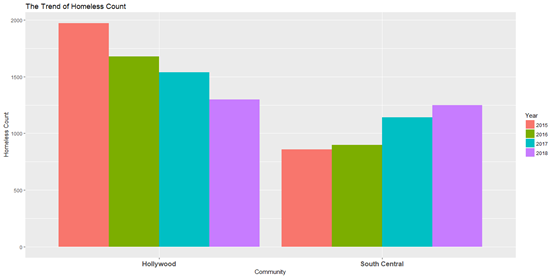 The Trend of Homeless Count
Homeless Count
2000
1500
1000
500
0
Hollywood
South Central
Community
Year
2015
2016
2017
2018